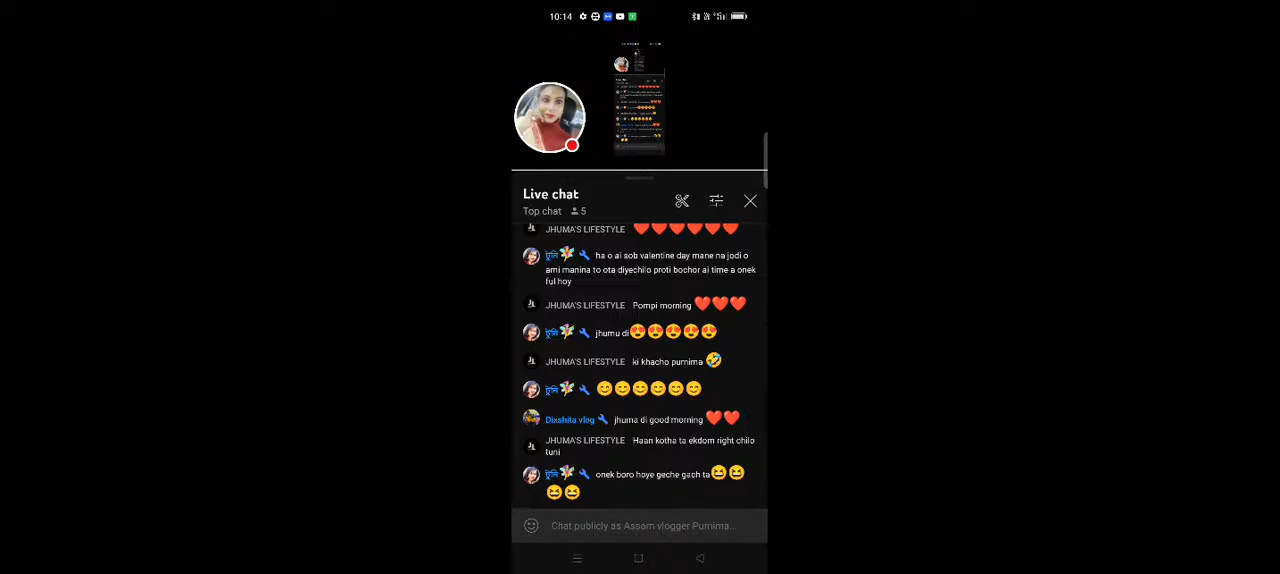 10:14
Live chat
Top chat 5
JHUMA'S LIFESTYLE ❤️❤️❤️❤️❤️❤️
টুনি🧚 ha o ai sob valentine day mane na jodi o
ami manina to ota diyechilo proti bochor ai time a onek
ful hoy
JHUMA'S LIFESTYLE Pompi morning ❤️❤️❤️
টুনি🧚 jhumu di😍😍😍😍😍
JHUMA'S LIFESTYLE ki khacho purnima 🤣
টুনি🧚 😊😊😊😊😊😊
Dixshita vlog jhuma di good morning ❤️❤️
JHUMA'S LIFESTYLE Haan kotha ta ekdom right chilo
tuni
টুনি🧚 onek boro hoye geche gach ta😆😆
😆😆
Chat publicly as Assam vlogger Purnima...